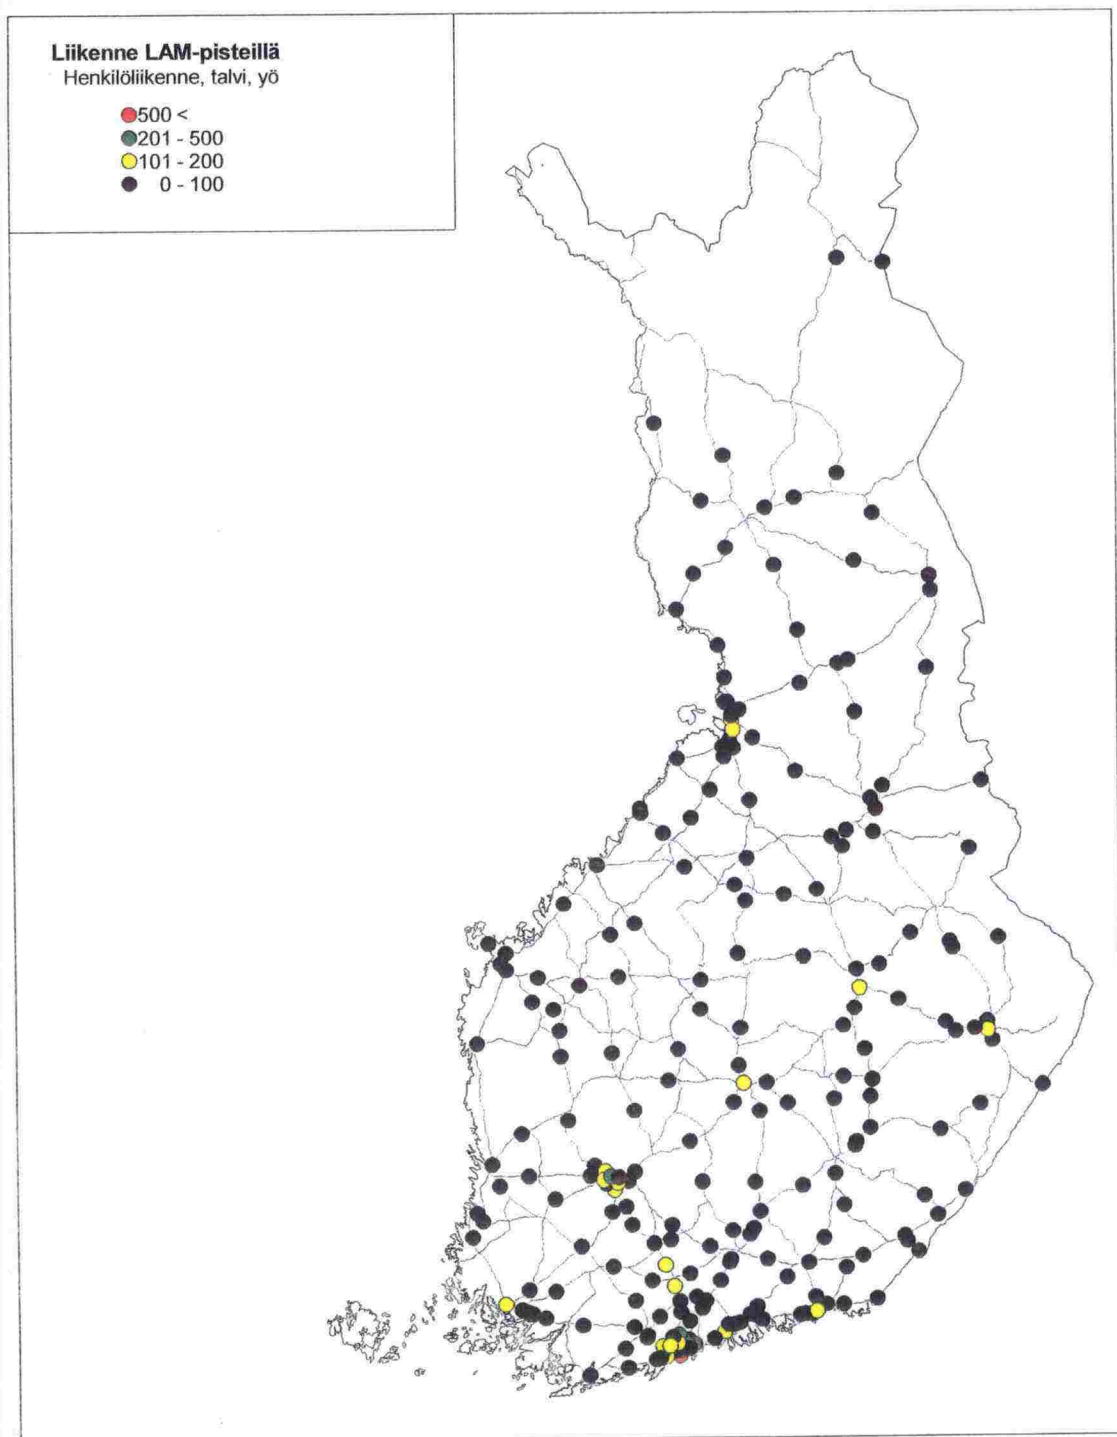 Liikenne LAM-pisteillä
Henkilöliikenne, talvi, yö
500 <
201 - 500
101 - 200
0 - 100